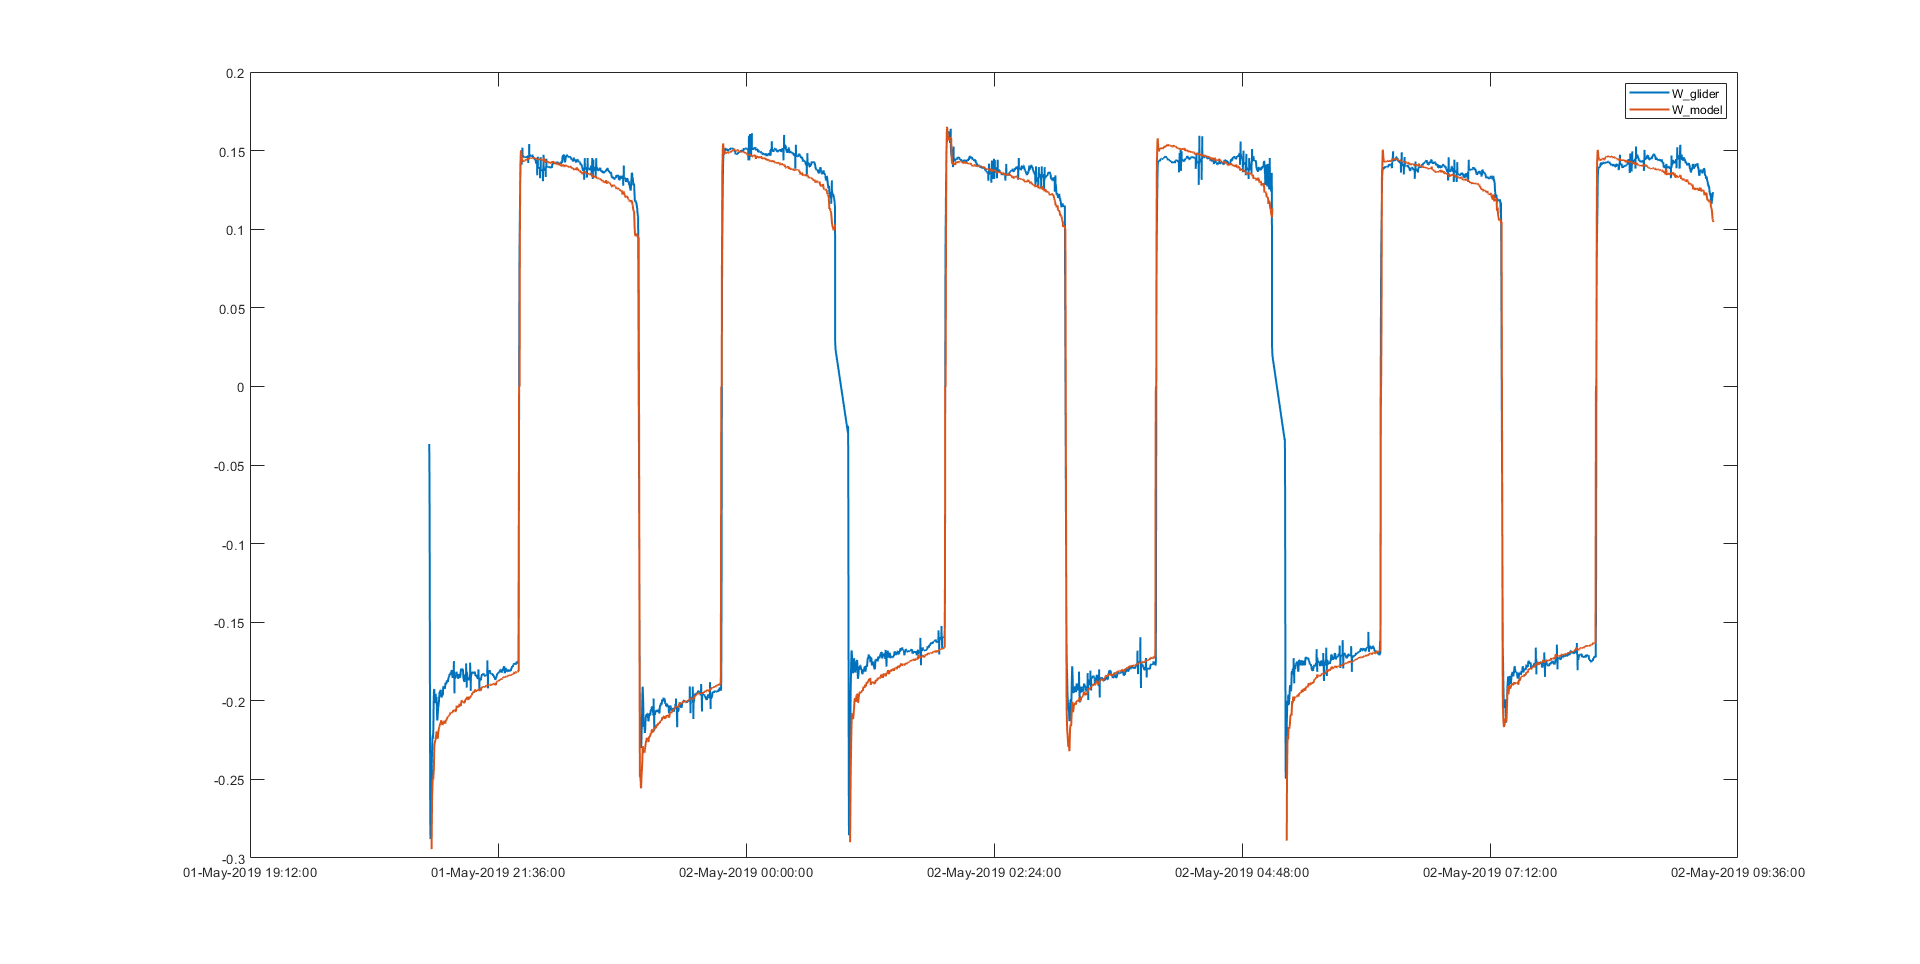 0.2
0.15
0.1
0.05
0
-0.05
-0.1
-0.15
-0.2
-0.25
-0.3
01-May-2019 19:12:00
01-May-2019 21:36:00
02-May-2019 00:00:00
02-May-2019 02:24:00
02-May-2019 04:48:00
02-May-2019 07:12:00
02-May-2019 09:36:00
W_glider
W_model